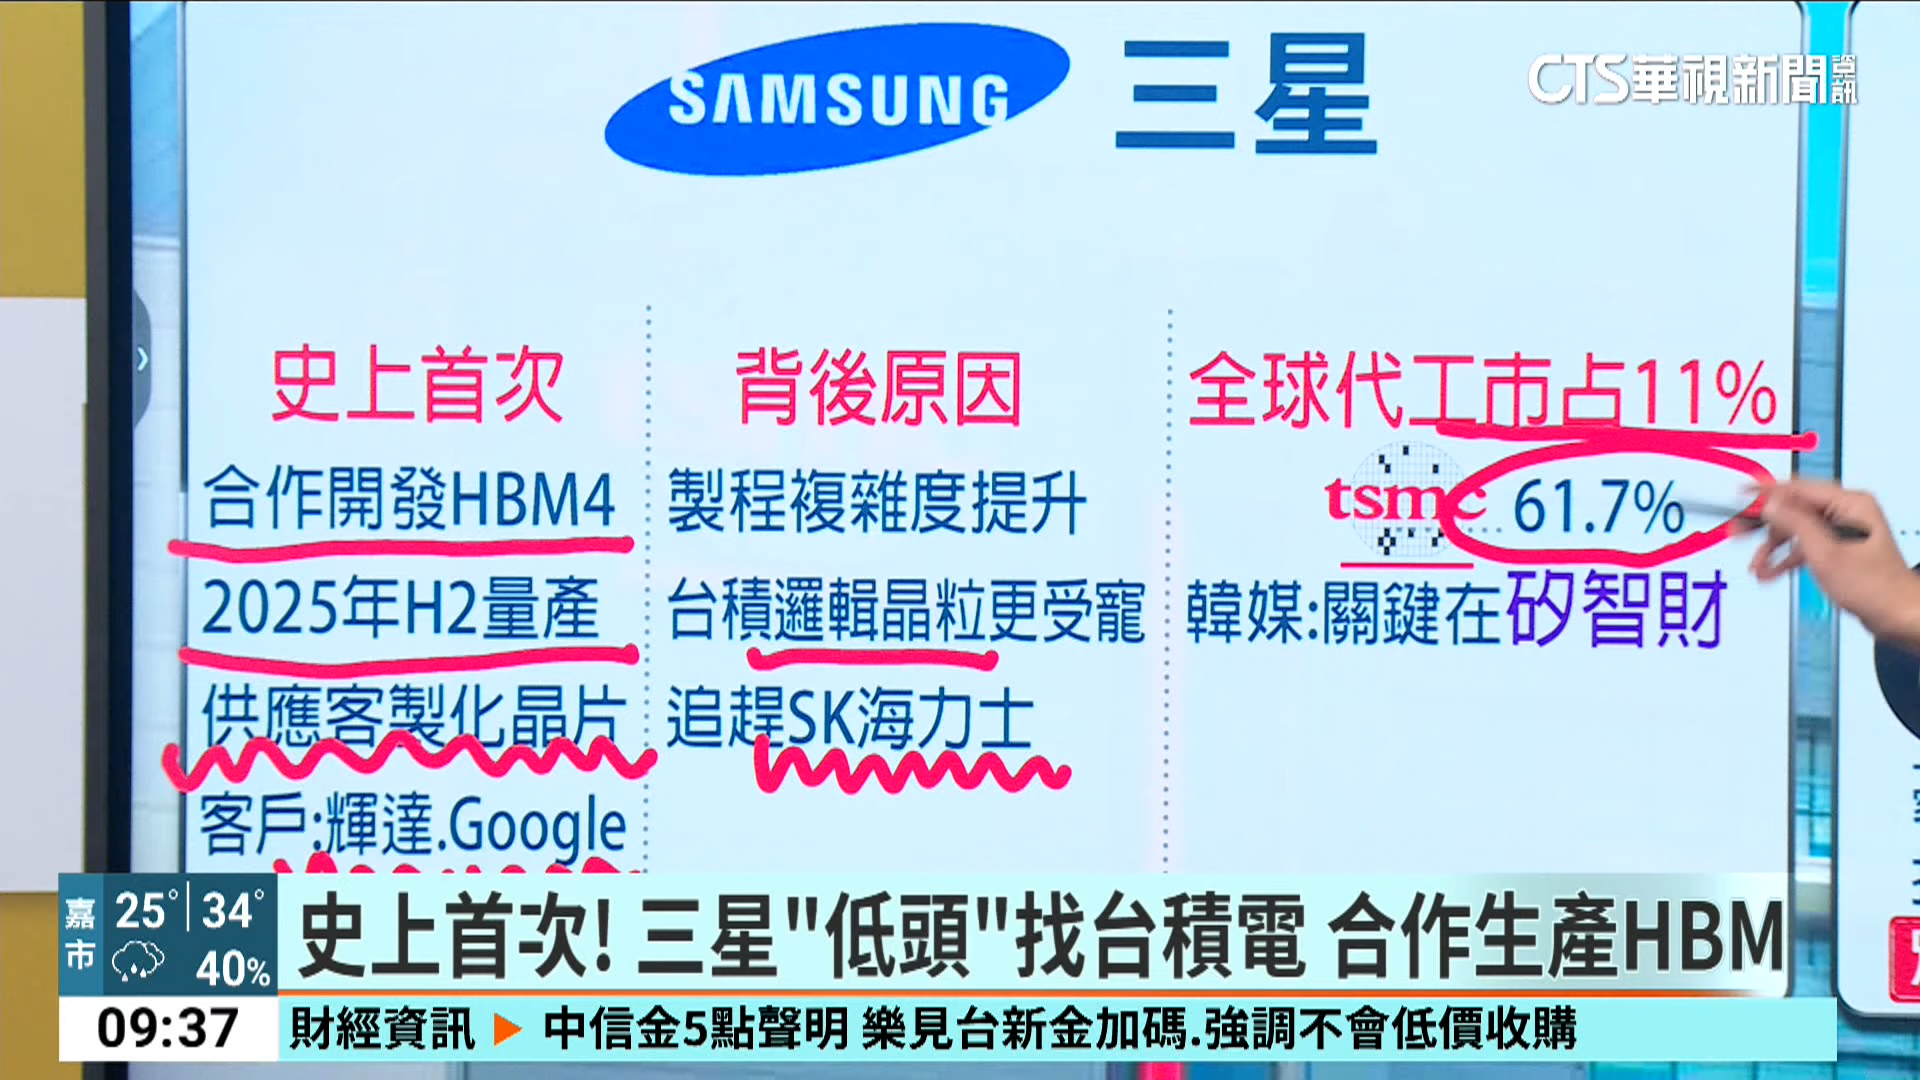 SAMSUNG 三星
CTS華視新聞資訊
史上首次
合作開發HBM4
2025年H2量產
供應客製化晶片
客戶:輝達.Google
背後原因
製程複雜度提升
台積邏輯晶粒更受寵
追趕SK海力士
全球代工市占11%
tsmc 61.7%
韓媒:關鍵在矽智財
嘉市 25° 34° 40%
史上首次! 三星"低頭"找台積電 合作生產HBM
09:37
財經資訊 ▶ 中信金5點聲明 樂見台新金加碼.強調不會低價收購